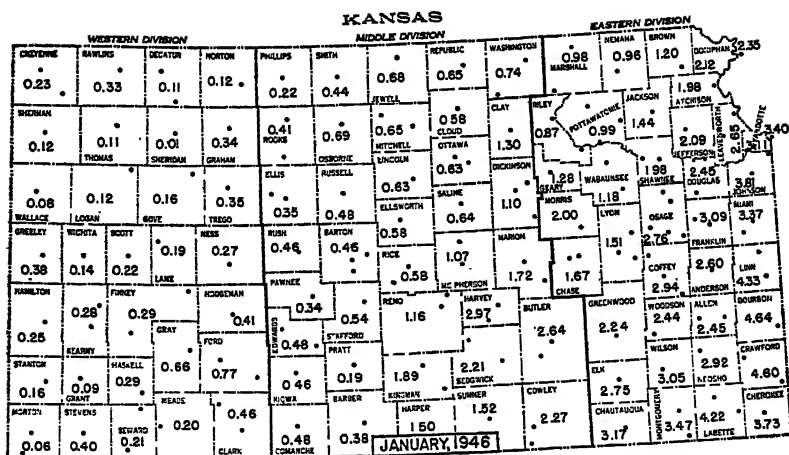 KANSAS
WESTERN DIVISION MIDDLE DIVISION EASTERN DIVISION
CHEYENNE RAWLINS DECATUR NORTON PHILLIPS SMITH REPUBLIC WASHINGTON NEMAHA BROWN DONIPHAN
0.23 0.33 0.11 0.12 0.22 0.44 0.68 0.65 0.74 0.98 0.96 1.20 2.12 2.35
JEWELL MARSHALL
SHERMAN CLAY RILEY POTTAWATOMIE JACKSON 1.98 ATCHISON
0.12 0.11 0.01 0.34 0.41 0.69 0.65 0.58 1.30 0.87 0.99 1.44 2.09 2.65 3.40
THOMAS SHERIDAN GRAHAM ROOKS OSBORNE MITCHELL CLOUD JEFFERSON LEAVENWORTH
ELLIS RUSSELL LINCOLN OTTAWA DICKINSON
0.63 0.63 1.28 1.98 2.45 3.81
GEARY WABAUNSEE SHAWNEE DOUGLAS JOHNSON
0.08 0.12 0.16 0.35 0.35 0.48 ELLSWORTH SALINE 1.10 MORRIS 1.18
WALLACE LOGAN GOVE TREGO 0.58 0.64 2.00 LYON OSAGE MIAMI
GREELEY WICHITA SCOTT 0.19 NESS RUSH BARTON RICE MARION 1.51 2.76 3.09 3.37
0.38 0.14 0.22 LANE 0.27 0.46 0.46 0.58 1.07 1.72 1.67 FRANKLIN
MC PHERSON CHASE COFFEY 2.60 LINN
HAMILTON FINNEY HODGEMAN PAWNEE 2.94 ANDERSON 4.33
0.25 0.28 0.29 0.41 0.34 0.54 RENO HARVEY BUTLER GREENWOOD WOODSON ALLEN BOURBON
KEARNY GRAY FORD EDWARDS STAFFORD 1.16 2.97 2.64 2.24 2.44 2.45 4.64
STANTON HASKELL 0.66 0.77 0.48 PRATT WILSON 2.92 CRAWFORD
0.16 0.09 0.29 0.46 0.19 1.89 2.21 ELK 3.05 NEOSHO 4.60
GRANT KIOWA KINGMAN SEDGWICK 2.75
MORTON STEVENS SEWARD MEADE 0.46 BARBER HARPER SUMNER COWLEY CHAUTAUQUA MONTGOMERY CHEROKEE
0.06 0.40 0.21 0.20 CLARK 0.48 0.38 1.50 1.52 2.27 3.17 3.47 4.22 3.73
COMANCHE LABETTE
JANUARY, 1946